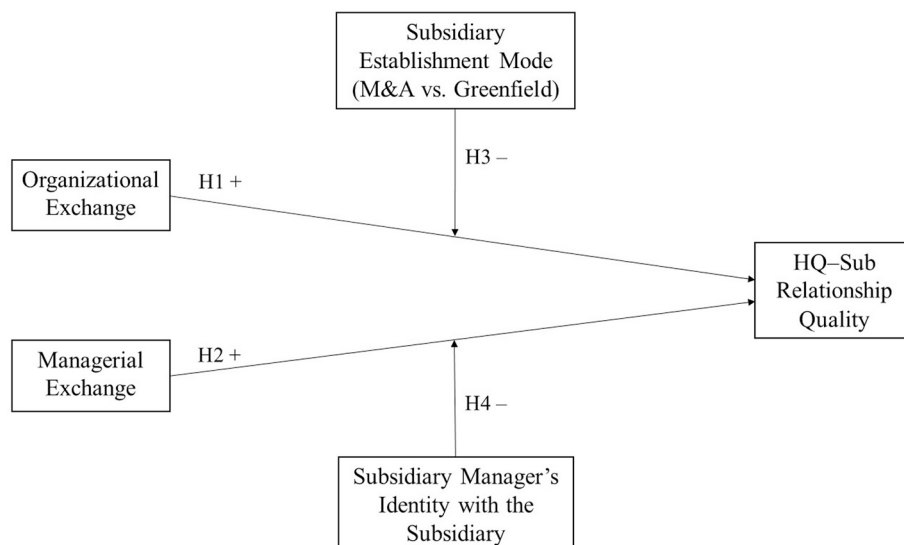 Subsidiary
Establishment Mode
(M&A vs. Greenfield)
H3 –
Organizational
Exchange
H1 +
HQ–Sub
Relationship
Quality
Managerial
Exchange
H2 +
H4 –
Subsidiary Manager’s
Identity with the
Subsidiary